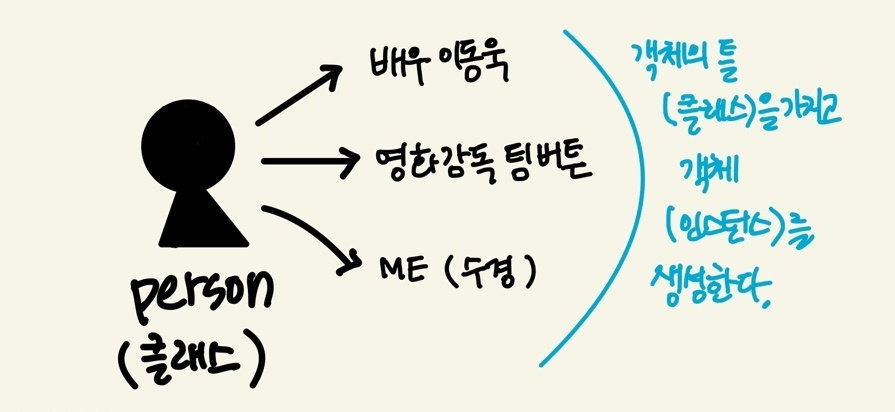 배우 이동욱
영화감독 팀버튼
ME (수경)
person
(클래스)
객체의 틀
(클래스)을 가지고
객체
(인스턴스)를
생성한다.